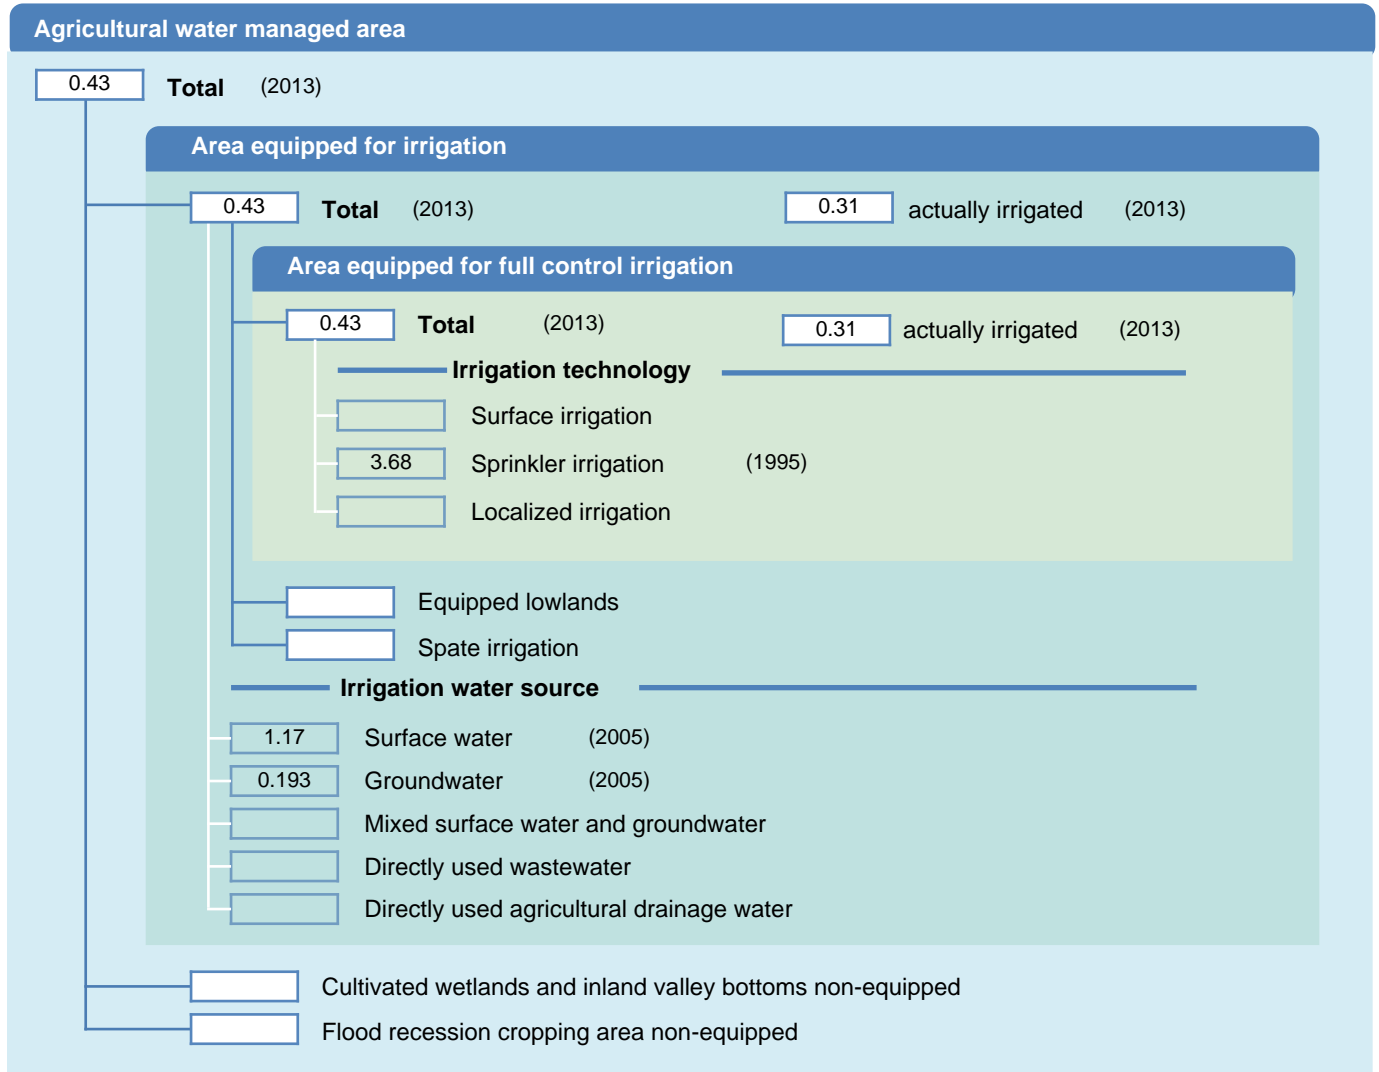 Agricultural water managed area
0.43 Total (2013)
Area equipped for irrigation
0.43 Total (2013) 0.31 actually irrigated (2013)
Area equipped for full control irrigation
0.43 Total (2013) 0.31 actually irrigated (2013)
Irrigation technology
Surface irrigation
3.68 Sprinkler irrigation (1995)
Localized irrigation
Equipped lowlands
Spate irrigation
Irrigation water source
1.17 Surface water (2005)
0.193 Groundwater (2005)
Mixed surface water and groundwater
Directly used wastewater
Directly used agricultural drainage water
Cultivated wetlands and inland valley bottoms non-equipped
Flood recession cropping area non-equipped